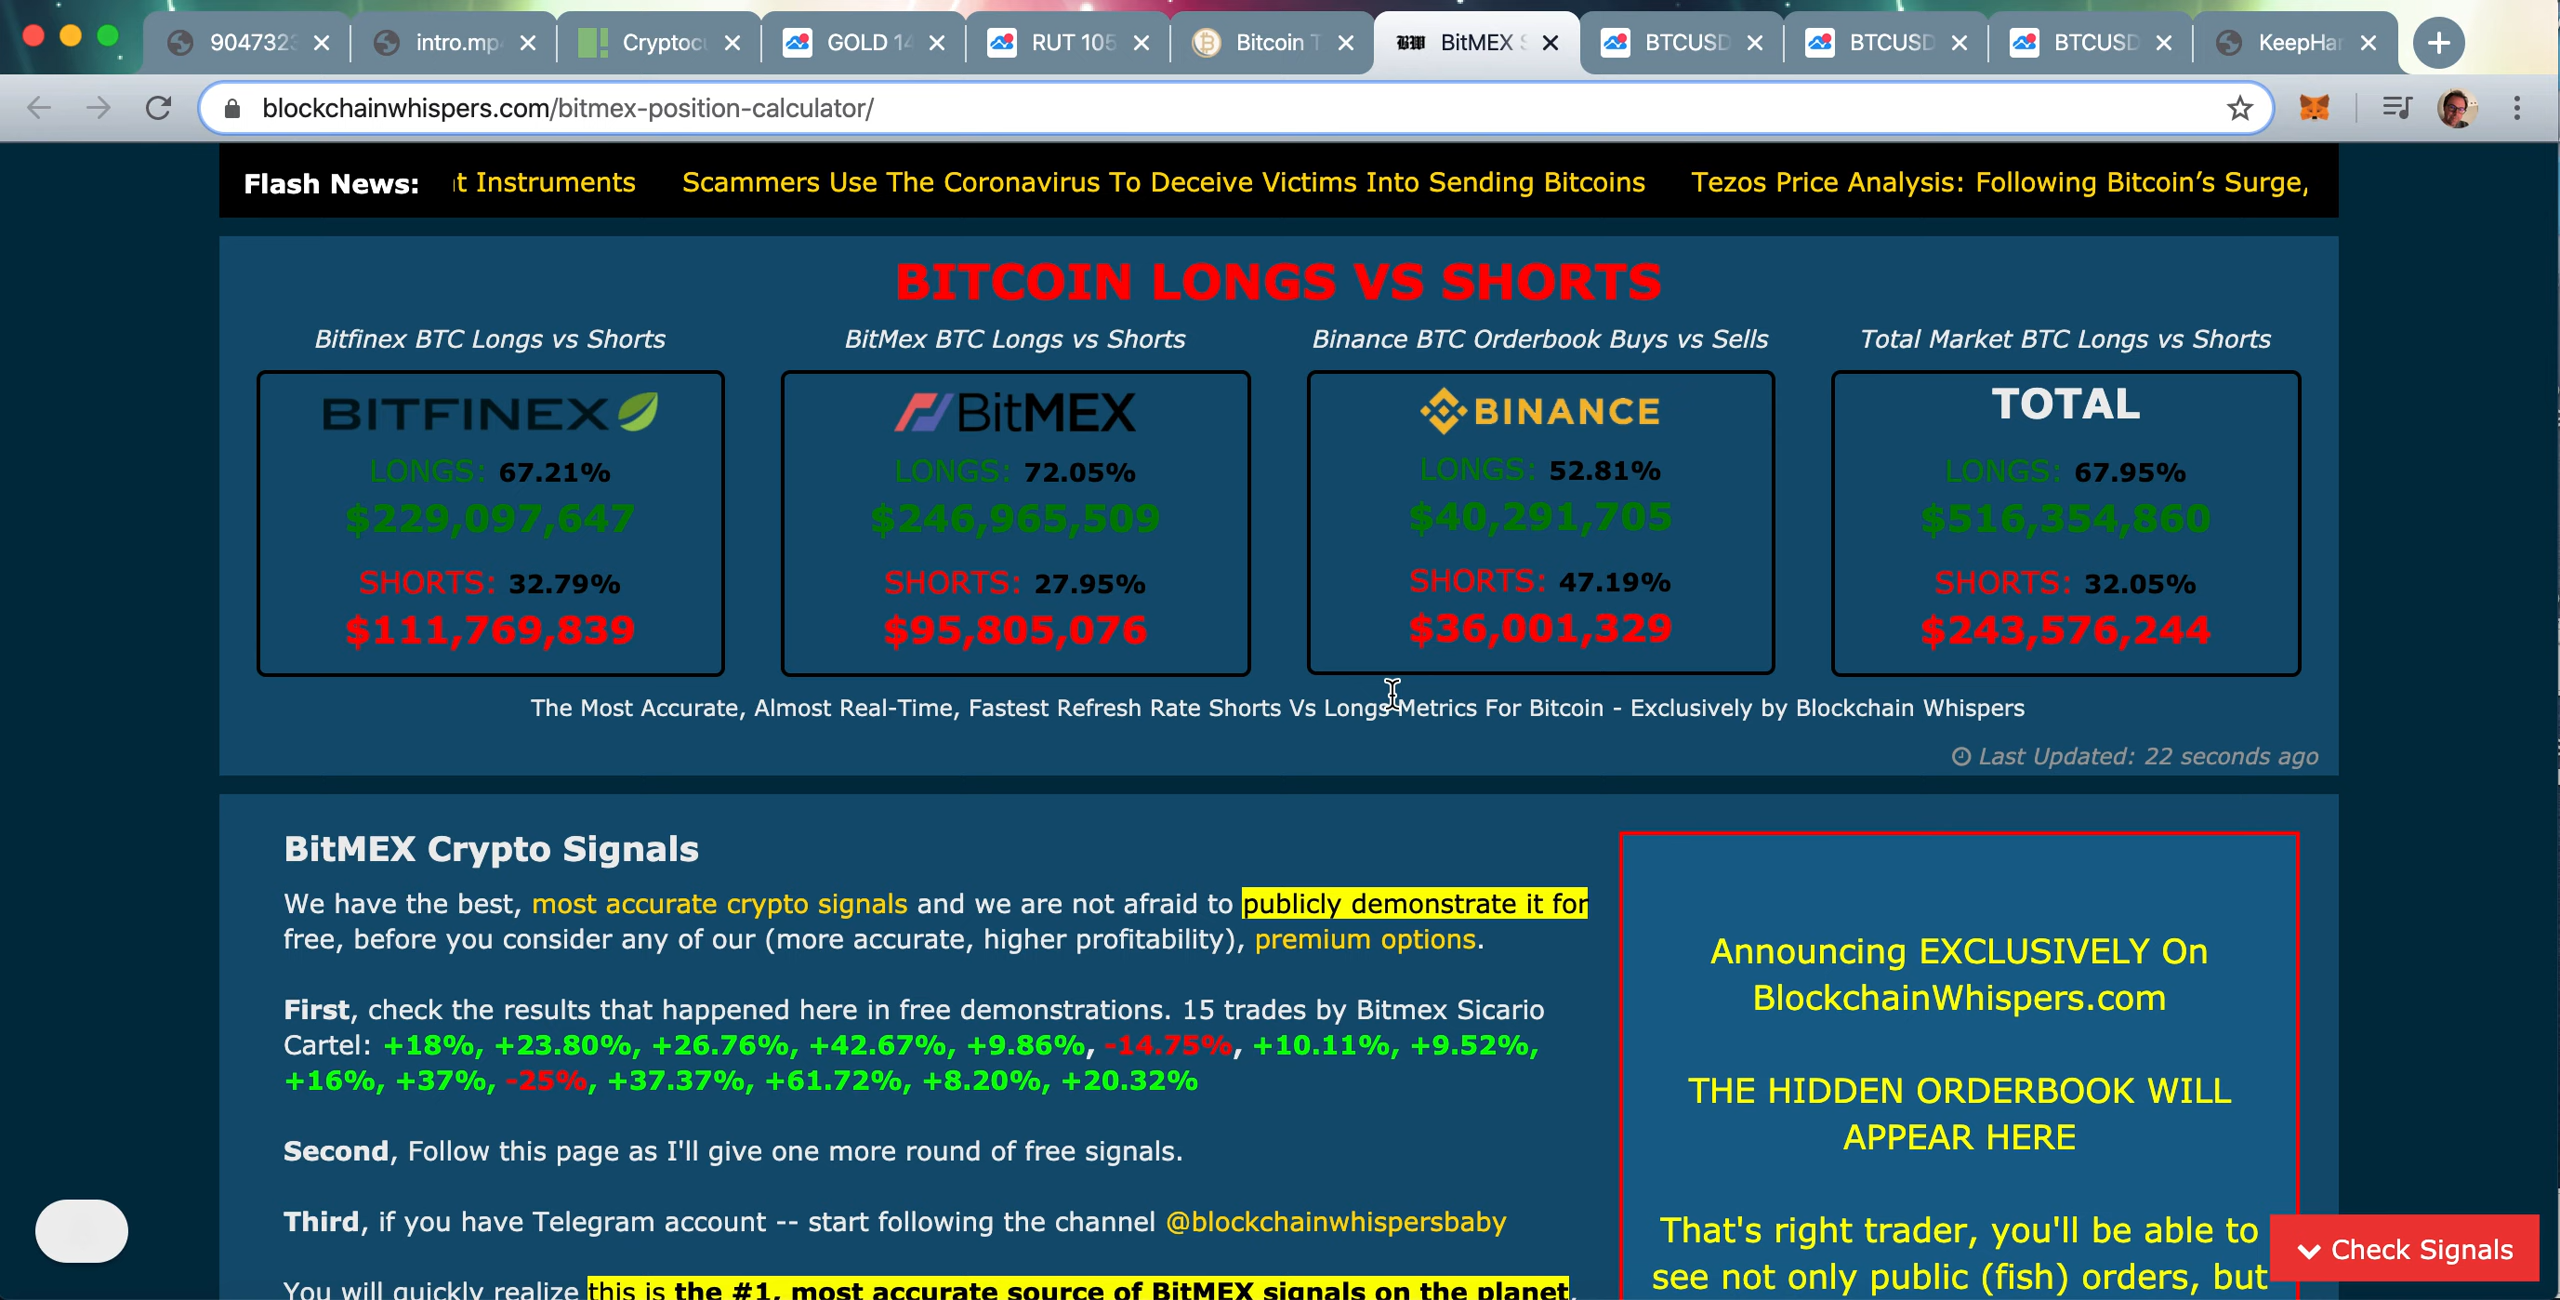 9047323
intro.mp
Cryptoc
GOLD 14
RUT 105
Bitcoin T
BitMEX S
BTCUSD
BTCUSD
BTCUSD
KeepHar
blockchainwhispers.com/bitmex-position-calculator/
Flash News: t Instruments Scammers Use The Coronavirus To Deceive Victims Into Sending Bitcoins Tezos Price Analysis: Following Bitcoin’s Surge,
BITCOIN LONGS VS SHORTS
Bitfinex BTC Longs vs Shorts
BITFINEX
LONGS: 67.21%
$229,097,647
SHORTS: 32.79%
$111,769,839
BitMex BTC Longs vs Shorts
BitMEX
LONGS: 72.05%
$246,965,509
SHORTS: 27.95%
$95,805,076
Binance BTC Orderbook Buys vs Sells
BINANCE
LONGS: 52.81%
$40,291,705
SHORTS: 47.19%
$36,001,329
Total Market BTC Longs vs Shorts
TOTAL
LONGS: 67.95%
$516,354,860
SHORTS: 32.05%
$243,576,244
The Most Accurate, Almost Real-Time, Fastest Refresh Rate Shorts Vs Longs Metrics For Bitcoin - Exclusively by Blockchain Whispers
Last Updated: 22 seconds ago
BitMEX Crypto Signals
We have the best, most accurate crypto signals and we are not afraid to publicly demonstrate it for
free, before you consider any of our (more accurate, higher profitability), premium options.
First, check the results that happened here in free demonstrations. 15 trades by Bitmex Sicario
Cartel: +18%, +23.80%, +26.76%, +42.67%, +9.86%, -14.75%, +10.11%, +9.52%,
+16%, +37%, -25%, +37.37%, +61.72%, +8.20%, +20.32%
Second, Follow this page as I'll give one more round of free signals.
Third, if you have Telegram account -- start following the channel @blockchainwhispersbaby
You will quickly realize this is the #1, most accurate source of BitMEX signals on the planet.
Announcing EXCLUSIVELY On
BlockchainWhispers.com
THE HIDDEN ORDERBOOK WILL
APPEAR HERE
That's right trader, you'll be able to
see not only public (fish) orders, but
Check Signals